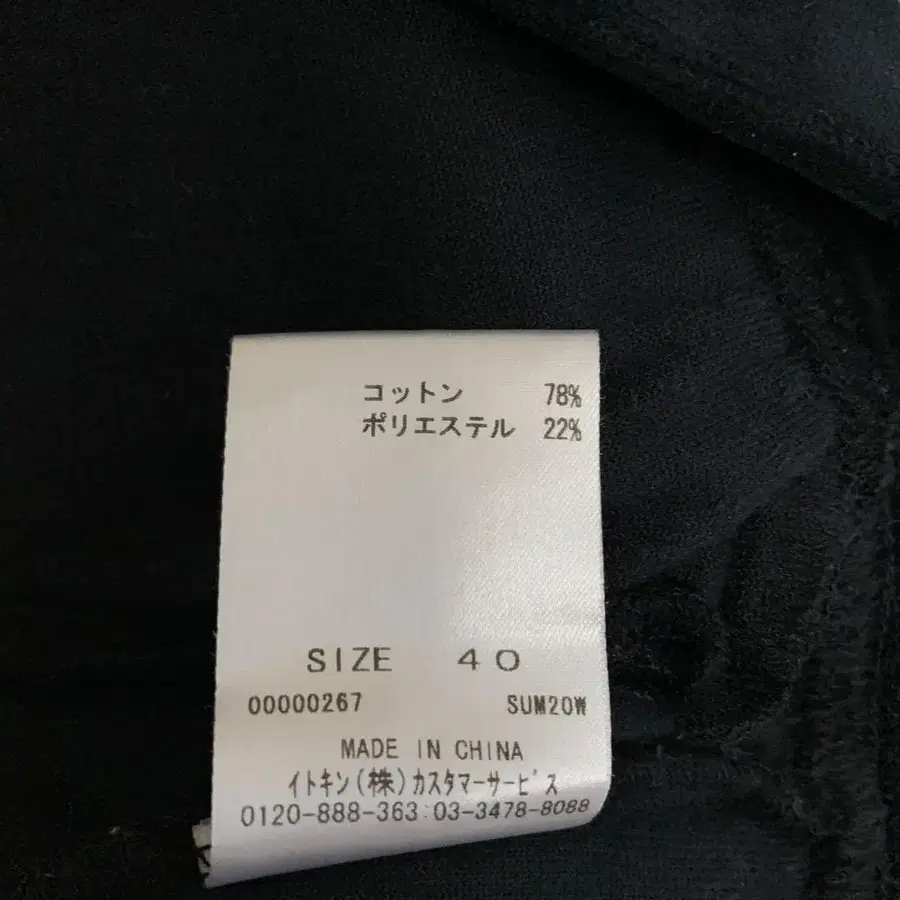 コットン 78%
ポリエステル 22%
SIZE 40
00000267 SUM20W
MADE IN CHINA
イトキン(株)カスタマーサービス
0120-888-363 03-3478-8088